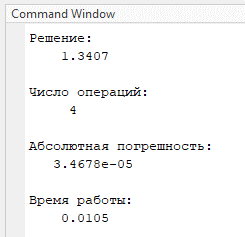 Command Window
Решение:
1.3407
Число операций:
4
Абсолютная погрешность:
3.4678e-05
Время работы:
0.0105